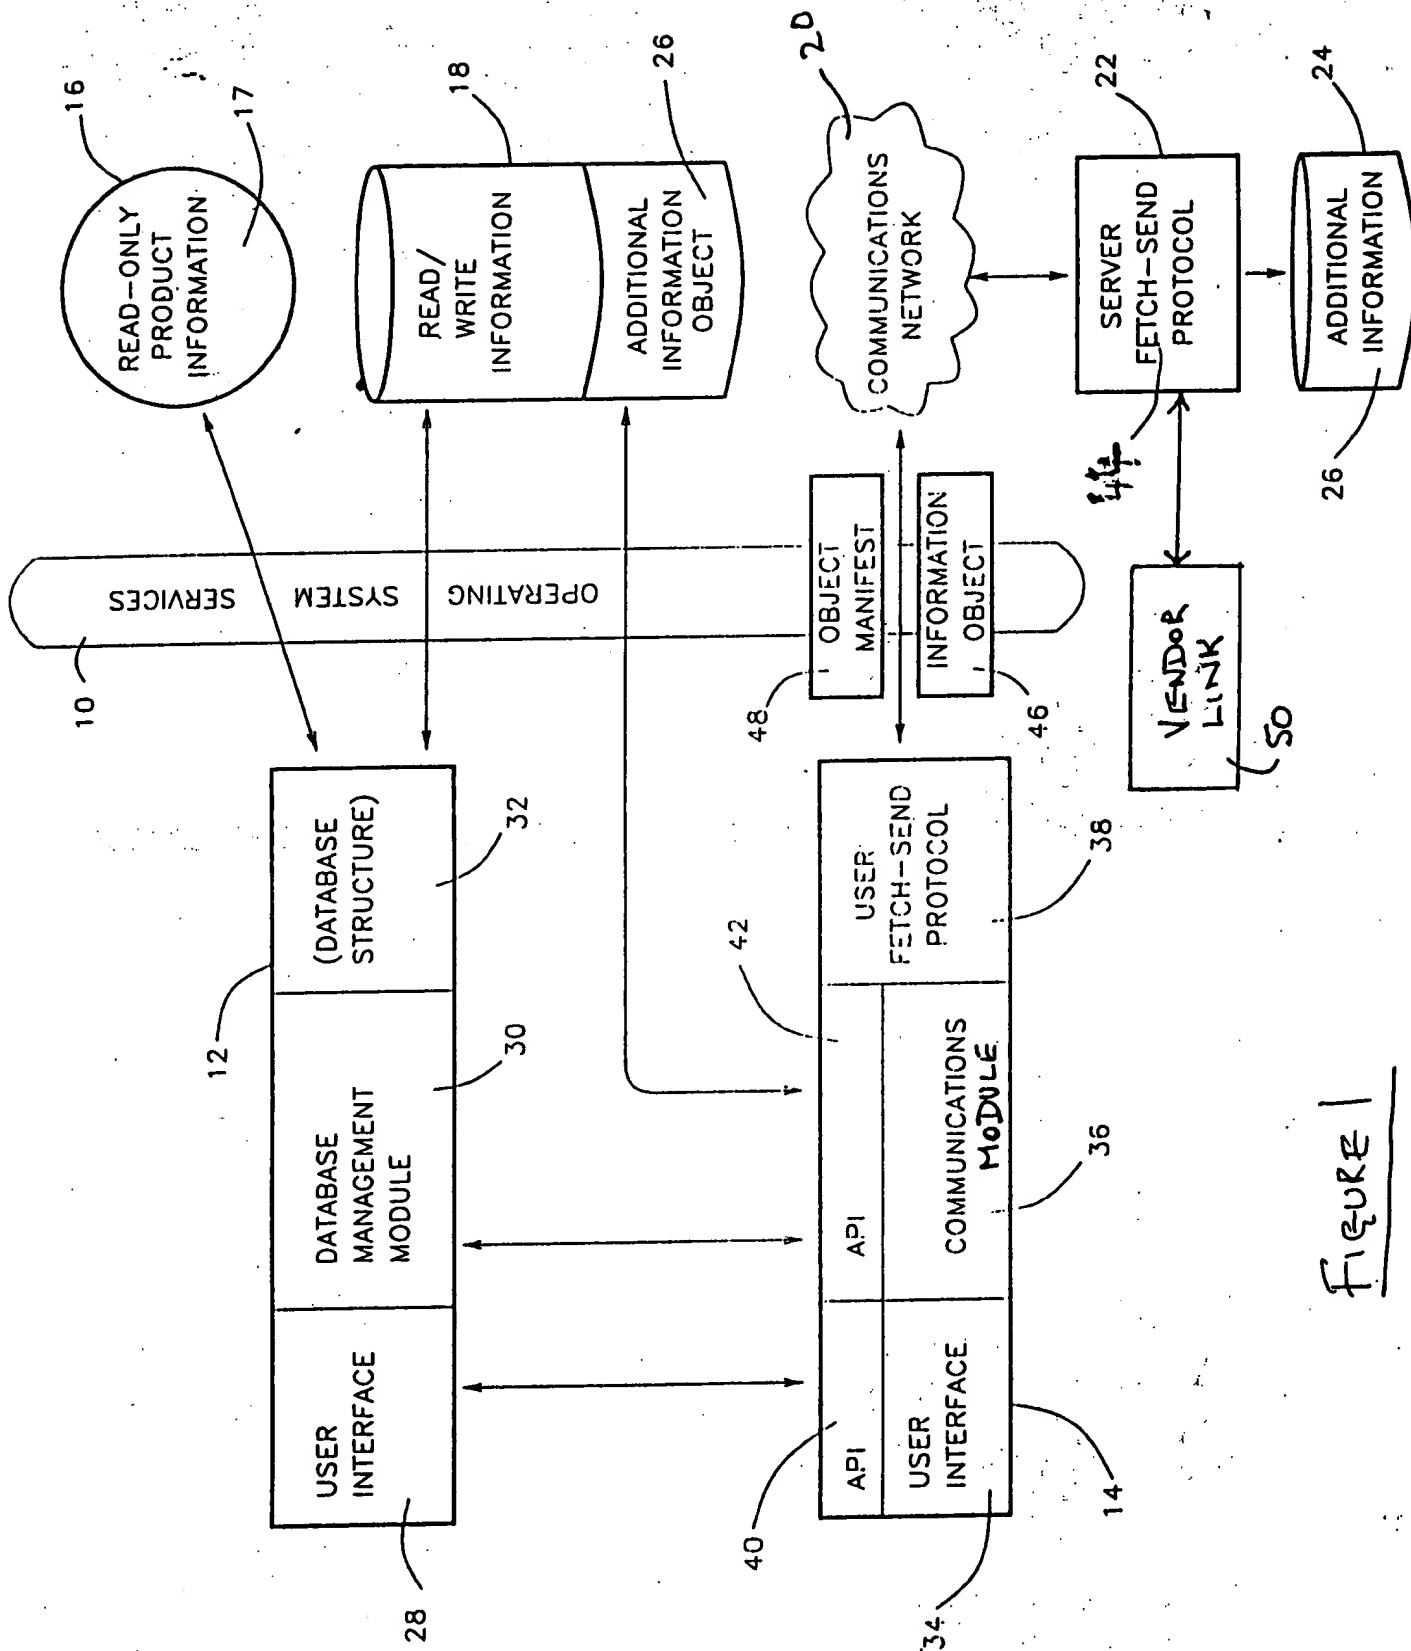 16
READ-ONLY
PRODUCT
INFORMATION
17
18
READ/
WRITE
INFORMATION
ADDITIONAL
INFORMATION
OBJECT
26
20
COMMUNICATIONS
NETWORK
22
SERVER
FETCH-SEND
PROTOCOL
44
24
ADDITIONAL
INFORMATION
26
10
OPERATING SYSTEM SERVICES
48
OBJECT
MANIFEST
INFORMATION
OBJECT
46
VENDOR
LINK
50
12
USER
INTERFACE
28
DATABASE
MANAGEMENT
MODULE
30
(DATABASE
STRUCTURE)
32
40
API
USER
INTERFACE
34
14
42
API
COMMUNICATIONS
MODULE
36
USER
FETCH-SEND
PROTOCOL
38
FIGURE 1